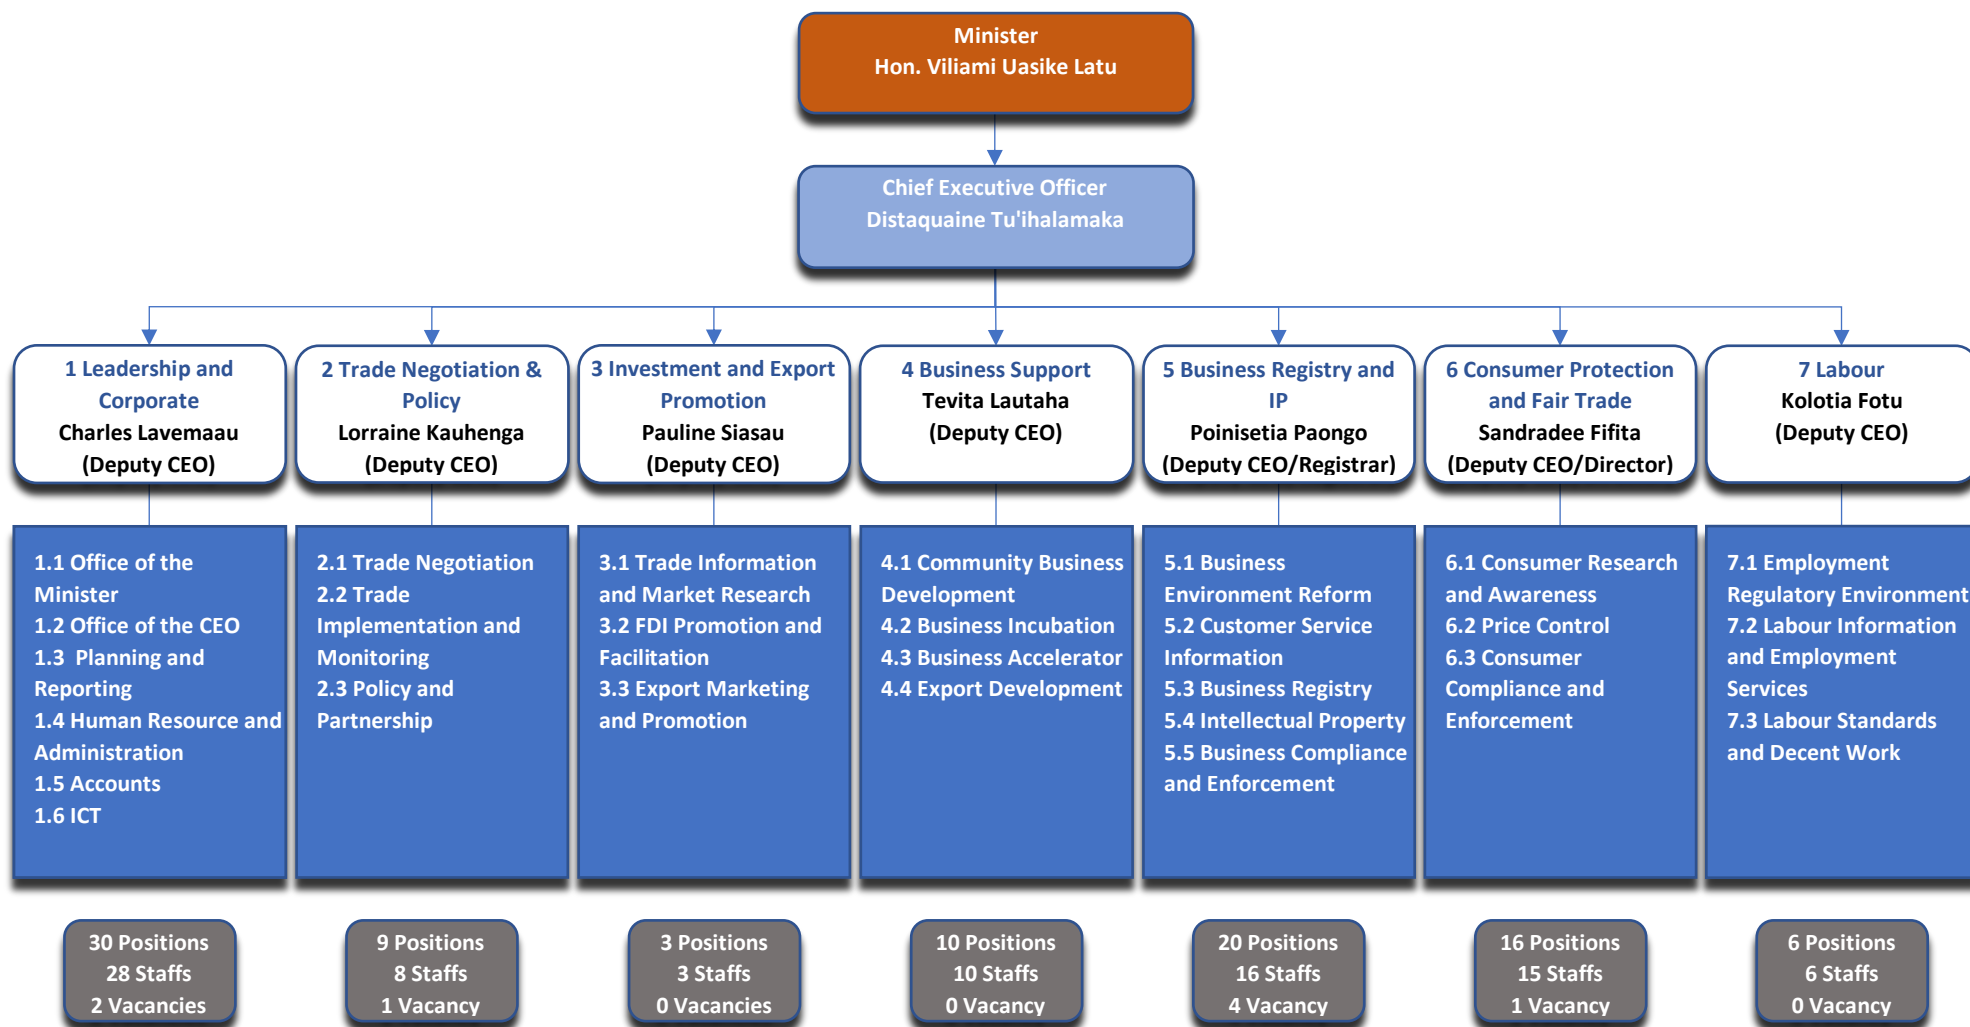 Minister
Hon. Viliami Uasike Latu
Chief Executive Officer
Distaquaine Tu'ihalamaka
1 Leadership and
Corporate
Charles Lavemaau
(Deputy CEO)
2 Trade Negotiation &
Policy
Lorraine Kauhenga
(Deputy CEO)
3 Investment and Export
Promotion
Pauline Siasau
(Deputy CEO)
4 Business Support
Tevita Lautaha
(Deputy CEO)
5 Business Registry and
IP
Poinisetia Paongo
(Deputy CEO/Registrar)
6 Consumer Protection
and Fair Trade
Sandradee Fifita
(Deputy CEO/Director)
7 Labour
Kolotia Fotu
(Deputy CEO)
1.1 Office of the
Minister
1.2 Office of the CEO
1.3  Planning and
Reporting
1.4 Human Resource and
Administration
1.5 Accounts
1.6 ICT
2.1 Trade Negotiation
2.2 Trade
Implementation and
Monitoring
2.3 Policy and
Partnership
3.1 Trade Information
and Market Research
3.2 FDI Promotion and
Facilitation
3.3 Export Marketing
and Promotion
4.1 Community Business
Development
4.2 Business Incubation
4.3 Business Accelerator
4.4 Export Development
5.1 Business
Environment Reform
5.2 Customer Service
Information
5.3 Business Registry
5.4 Intellectual Property
5.5 Business Compliance
and Enforcement
6.1 Consumer Research
and Awareness
6.2 Price Control
6.3 Consumer
Compliance and
Enforcement
7.1 Employment
Regulatory Environment
7.2 Labour Information
and Employment
Services
7.3 Labour Standards
and Decent Work
30 Positions
28 Staffs
2 Vacancies
9 Positions
8 Staffs
1 Vacancy
3 Positions
3 Staffs
0 Vacancies
10 Positions
10 Staffs
0 Vacancy
20 Positions
16 Staffs
4 Vacancy
16 Positions
15 Staffs
1 Vacancy
6 Positions
6 Staffs
0 Vacancy